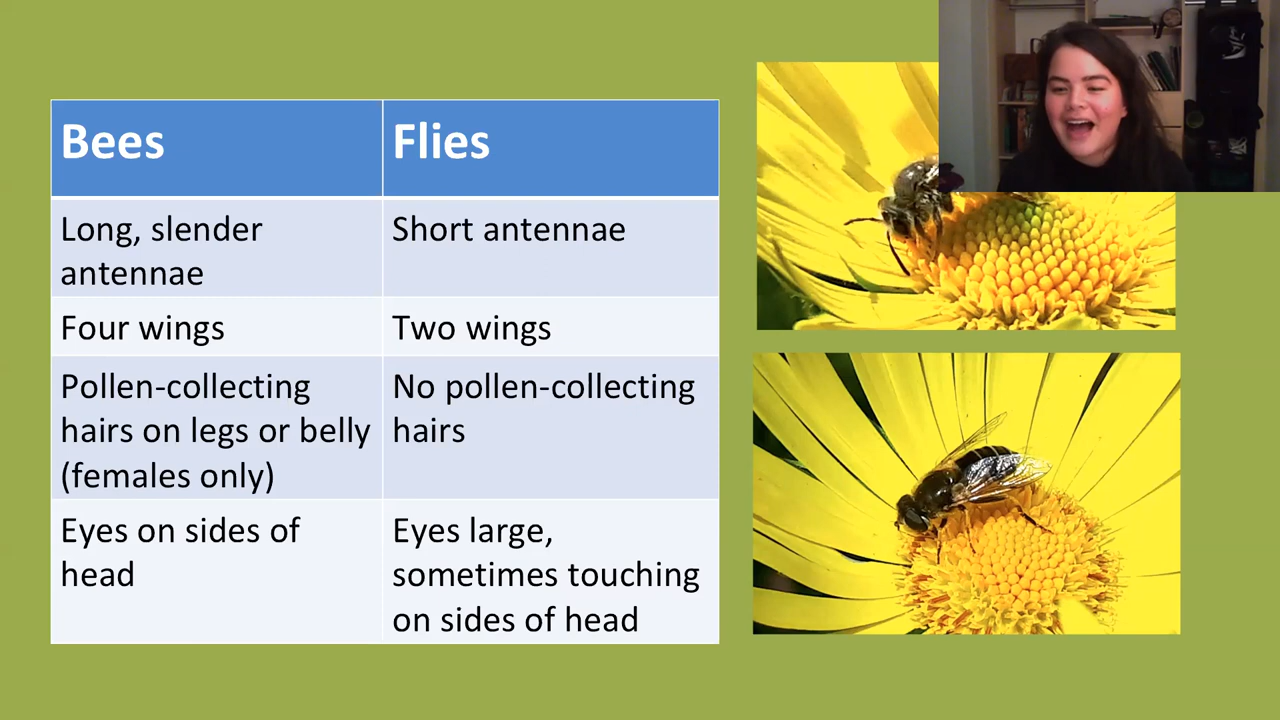 Bees
Flies
Long, slender
antennae
Short antennae
Four wings
Two wings
Pollen-collecting
hairs on legs or belly
(females only)
No pollen-collecting
hairs
Eyes on sides of
head
Eyes large,
sometimes touching
on sides of head